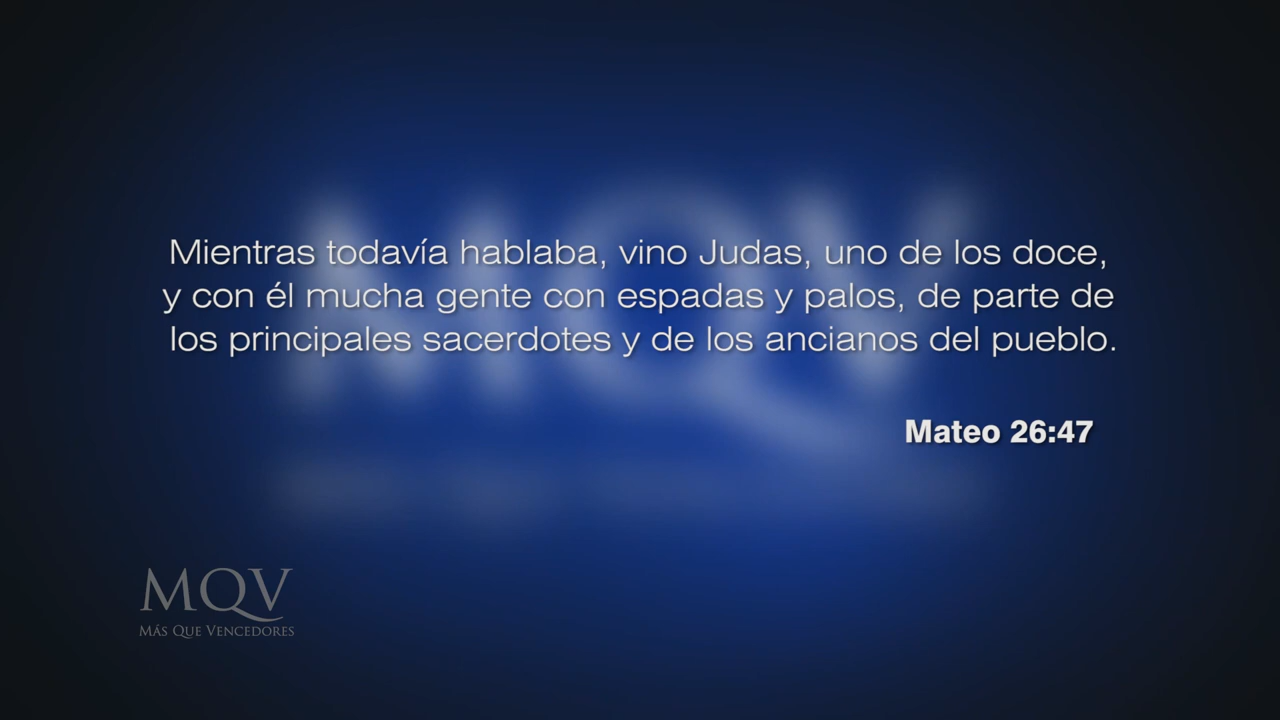 Mientras todavía hablaba, vino Judas, uno de los doce,
y con él mucha gente con espadas y palos, de parte de
los principales sacerdotes y de los ancianos del pueblo.
Mateo 26:47
MQV
MÁS QUE VENCEDORES